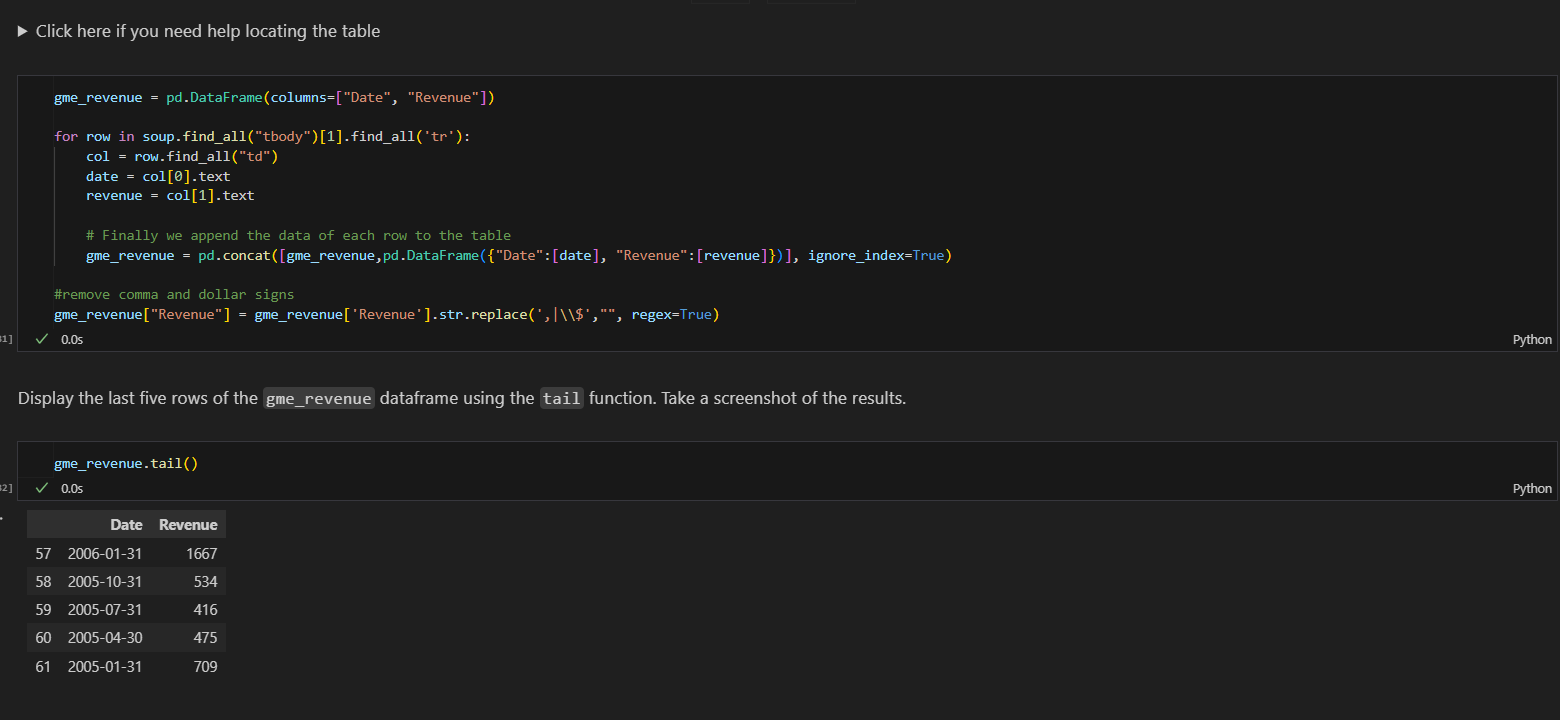 ▶ Click here if you need help locating the table
gme_revenue = pd.DataFrame(columns=["Date", "Revenue"])
for row in soup.find_all("tbody")[1].find_all('tr'):
    col = row.find_all("td")
    date = col[0].text
    revenue = col[1].text
    # Finally we append the data of each row to the table
    gme_revenue = pd.concat([gme_revenue,pd.DataFrame({"Date":[date], "Revenue":[revenue]})], ignore_index=True)
#remove comma and dollar signs
gme_revenue["Revenue"] = gme_revenue['Revenue'].str.replace(',|\\$',"", regex=True)
1] ✓ 0.0s Python
Display the last five rows of the gme_revenue dataframe using the tail function. Take a screenshot of the results.
gme_revenue.tail()
2] ✓ 0.0s Python
Date Revenue
57 2006-01-31 1667
58 2005-10-31 534
59 2005-07-31 416
60 2005-04-30 475
61 2005-01-31 709